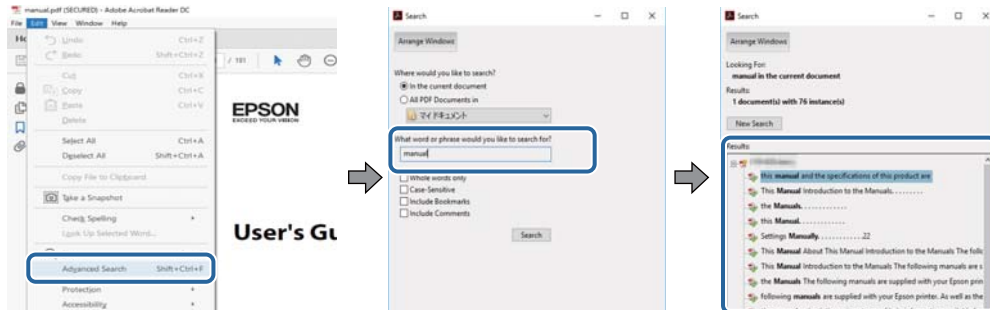 manual.pdf (SECURED) - Adobe Acrobat Reader DC
File Edit View Window Help
Undo Ctrl+Z
Redo Shift+Ctrl+Z
Cut Ctrl+X
Copy Ctrl+C
Paste Ctrl+V
Delete
Select All Ctrl+A
Deselect All Shift+Ctrl+A
Copy File to Clipboard
Take a Snapshot
Check Spelling
Look Up Selected Word...
Advanced Search Shift+Ctrl+F
Protection
Accessibility
/ 191
EPSON
EXCEED YOUR VISION
User's Gu
Search
Arrange Windows
Where would you like to search?
In the current document
All PDF Documents in
マイ ドキュメント
What word or phrase would you like to search for?
manual
Whole words only
Case-Sensitive
Include Bookmarks
Include Comments
Search
Search
Arrange Windows
Looking For:
manual in the current document
Results:
1 document(s) with 76 instance(s)
New Search
Results:
this manual and the specifications of this product are
This Manual Introduction to the Manuals. . . . . . . . .
the Manuals. . . . . . . . . . . . .
this Manual. . . . . . . . . . . . .
Settings Manually. . . . . . . . . . . . .22
This Manual About This Manual Introduction to the Manuals The follo
This Manual Introduction to the Manuals The following manuals are s
the Manuals The following manuals are supplied with your Epson prin
following manuals are supplied with your Epson printer. As well as the